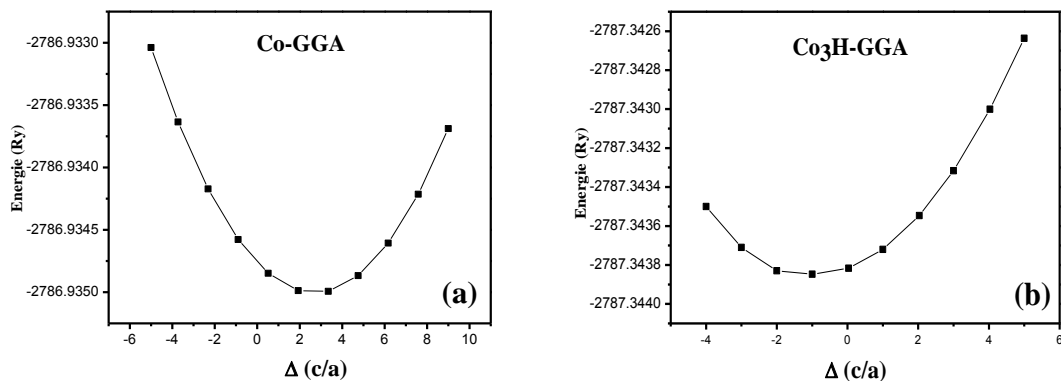 Co-GGA
Energie (Ry)
-2786.9330
-2786.9335
-2786.9340
-2786.9345
-2786.9350
-6 -4 -2 0 2 4 6 8 10
Δ (c/a)
(a)
Co3H-GGA
Energie (Ry)
-2787.3426
-2787.3428
-2787.3430
-2787.3432
-2787.3434
-2787.3436
-2787.3438
-2787.3440
-4 -2 0 2 4 6
Δ (c/a)
(b)